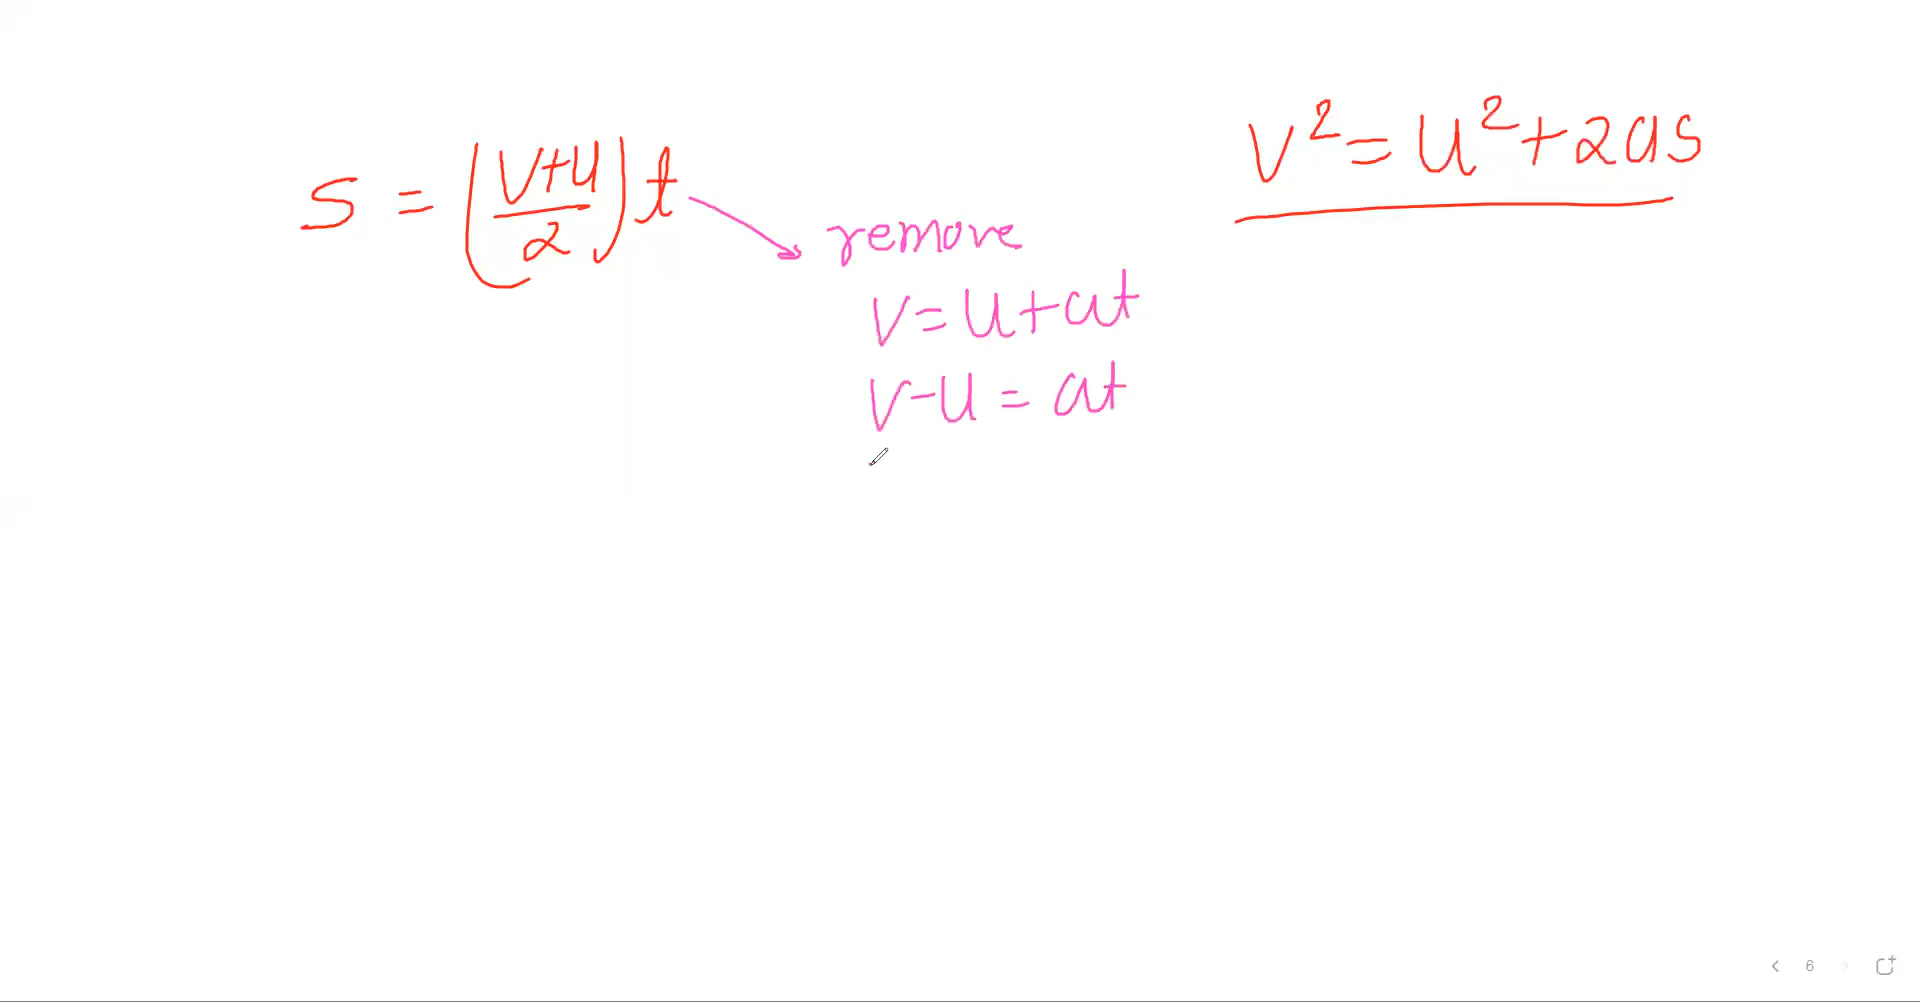 s = (v+u/2)t
remove
v=u+at
v-u = at
v²=u²+2as
6